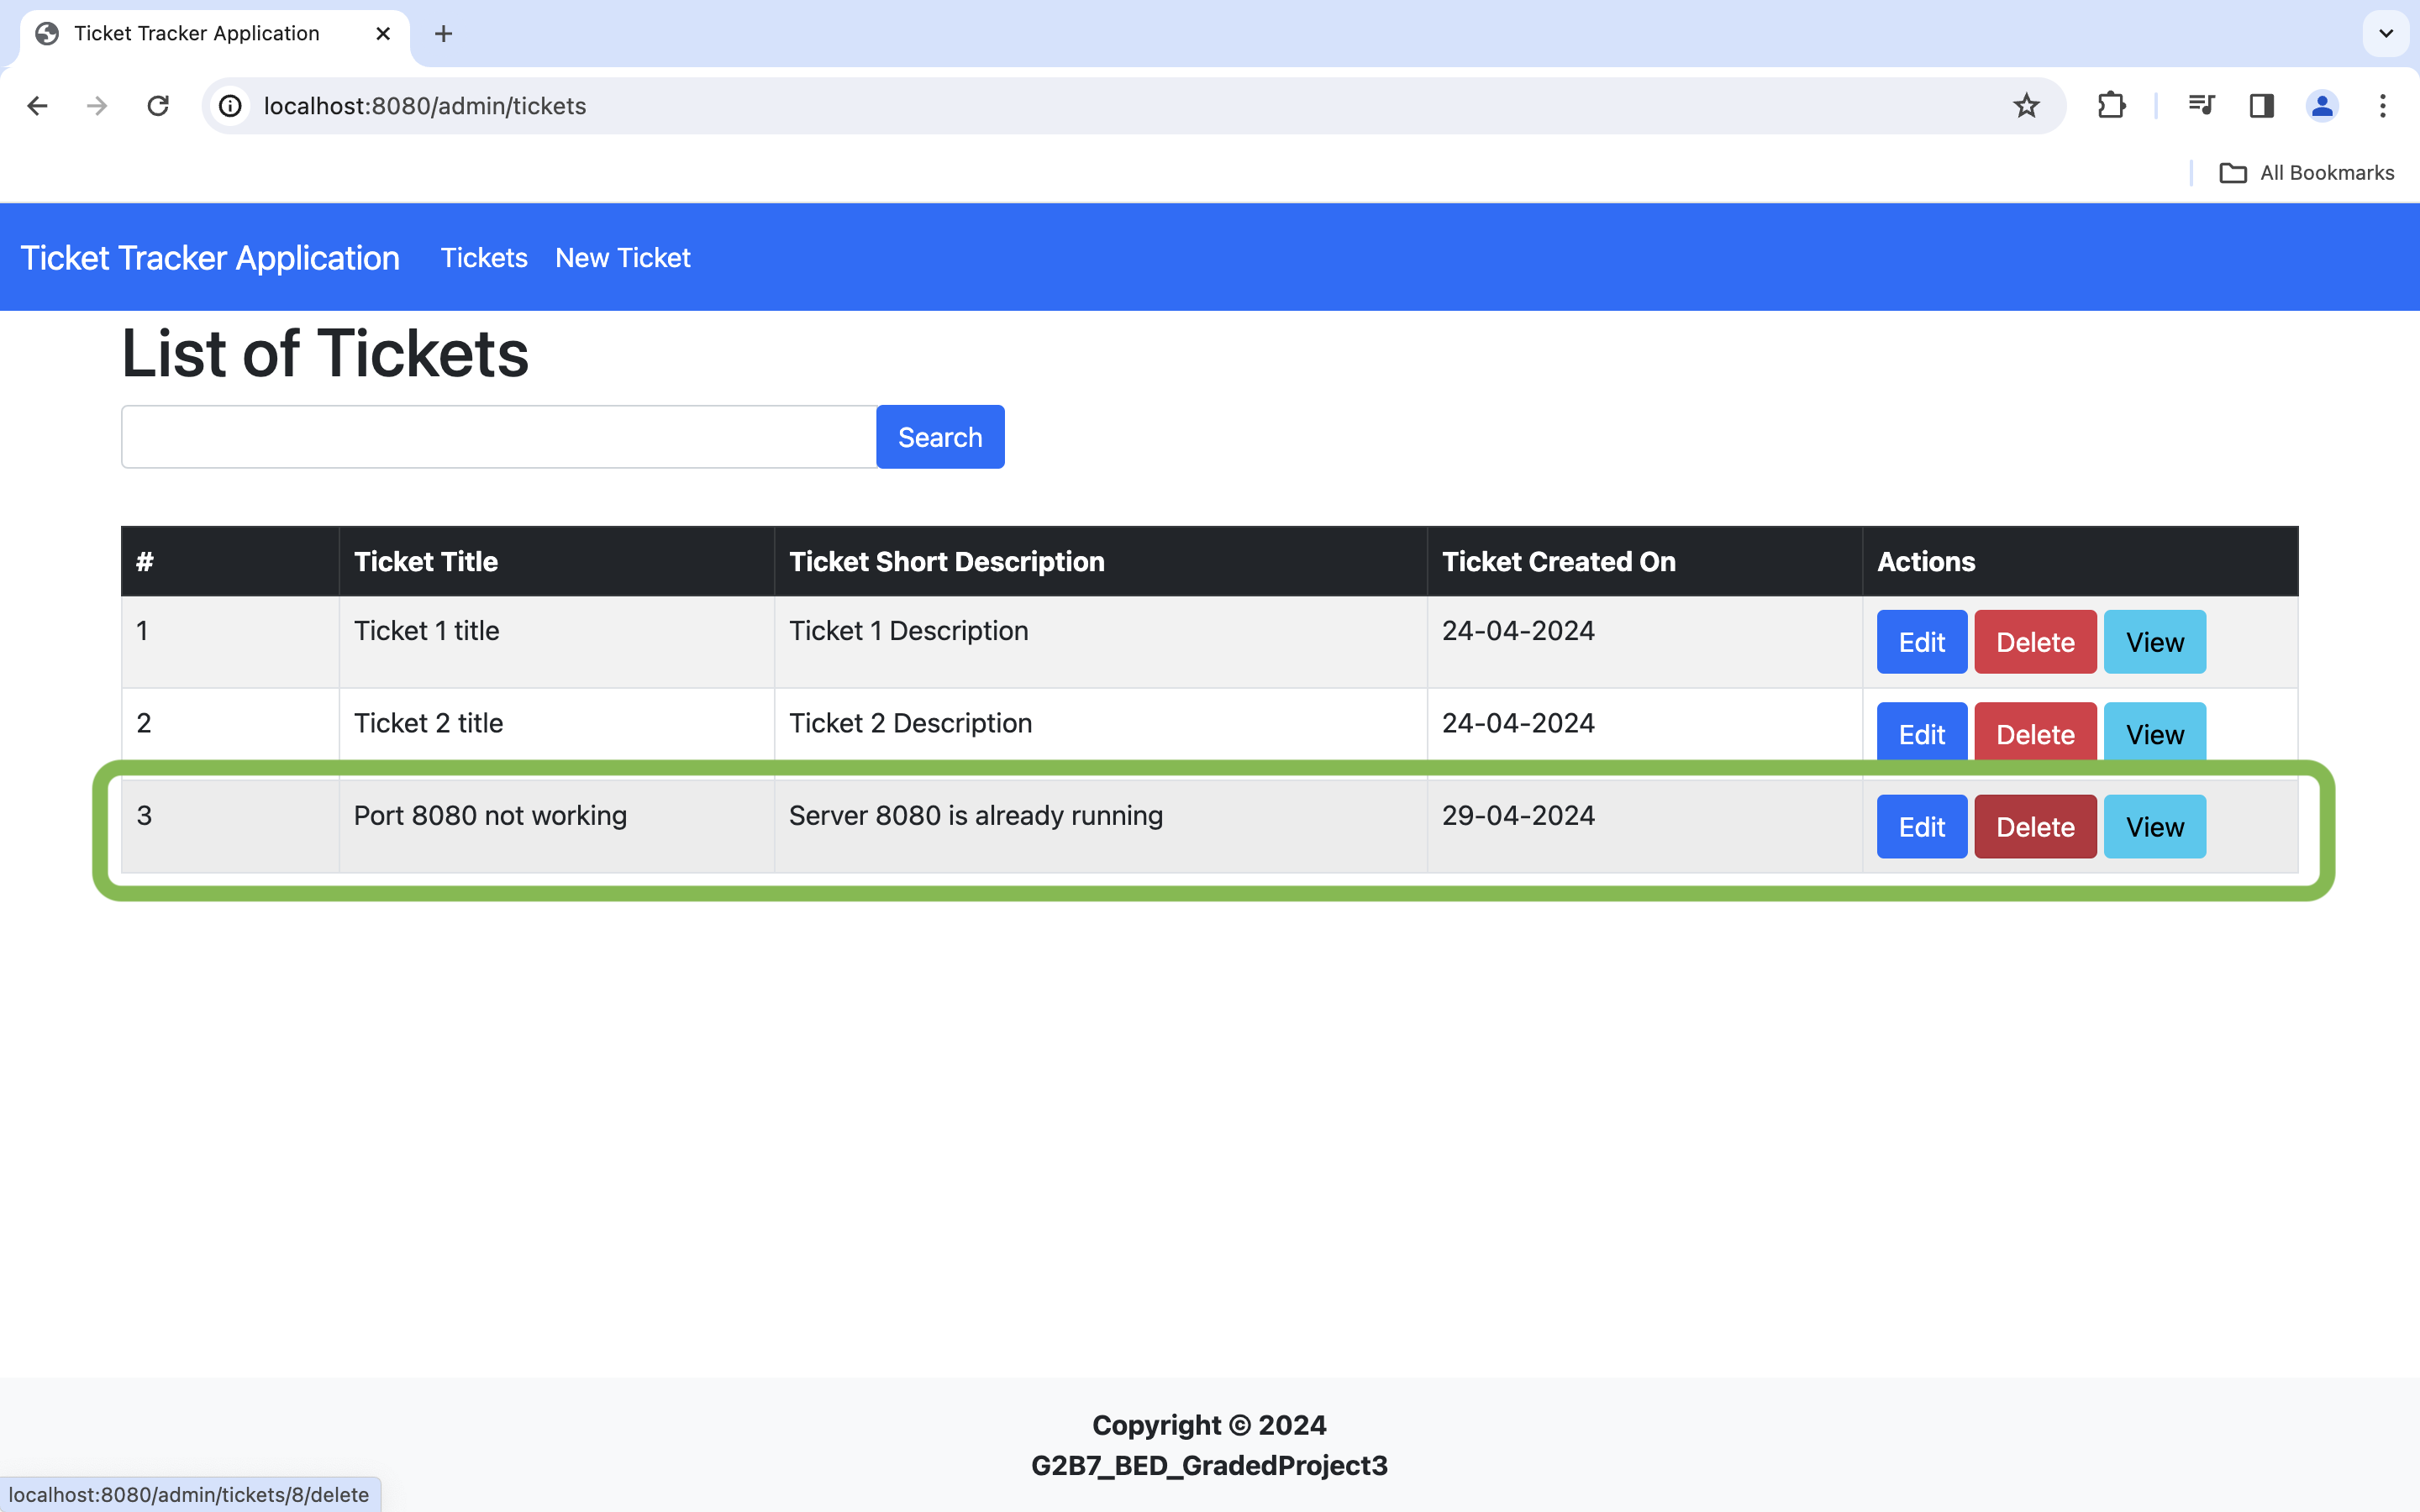 Ticket Tracker Application
localhost:8080/admin/tickets
All Bookmarks
Ticket Tracker Application Tickets New Ticket
List of Tickets
Search
# Ticket Title Ticket Short Description Ticket Created On Actions
1 Ticket 1 title Ticket 1 Description 24-04-2024 Edit Delete View
2 Ticket 2 title Ticket 2 Description 24-04-2024 Edit Delete View
3 Port 8080 not working Server 8080 is already running 29-04-2024 Edit Delete View
Copyright © 2024
G2B7_BED_GradedProject3
localhost:8080/admin/tickets/8/delete